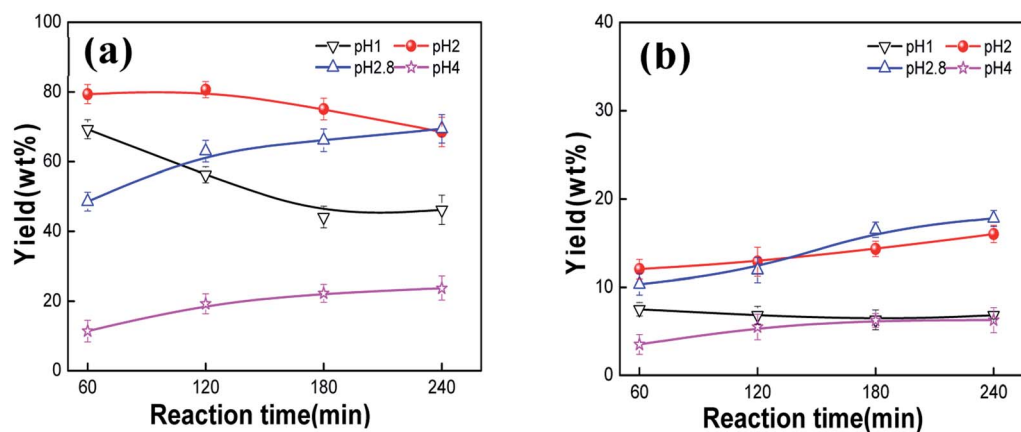 (a)
pH1 pH2
pH2.8 pH4
100
80
60
40
20
0
60 120 180 240
Yield(wt%)
Reaction time(min)
(b)
pH1 pH2
pH2.8 pH4
40
30
20
10
0
60 120 180 240
Yield(wt%)
Reaction time(min)